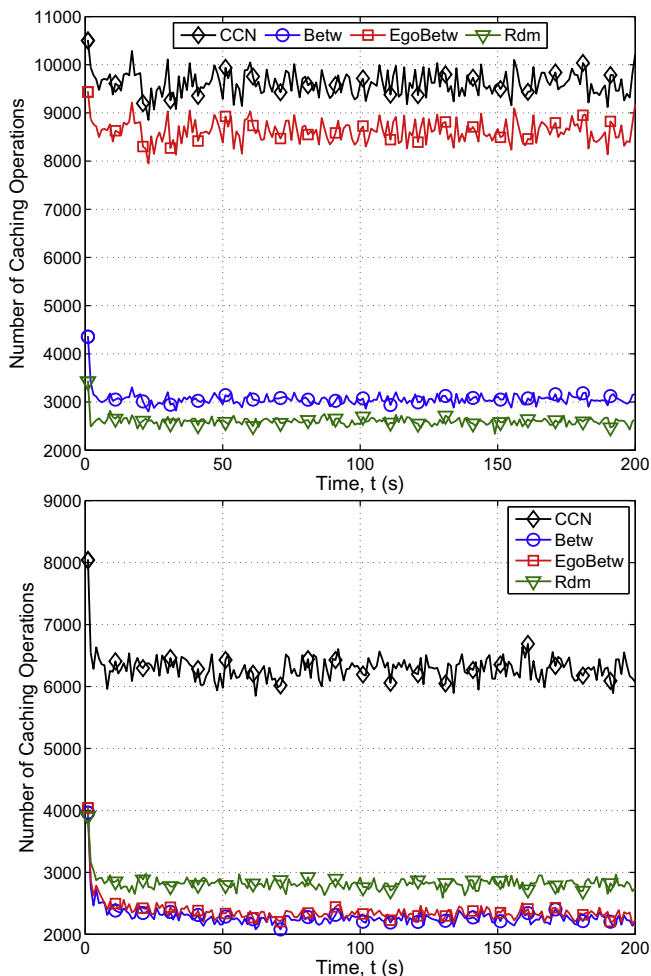 11000
10000
9000
8000
7000
6000
5000
4000
3000
2000
Number of Caching Operations
CCN Betw EgoBetw Rdm
0 50 100 150 200
Time, t (s)
9000
8000
7000
6000
5000
4000
3000
2000
Number of Caching Operations
CCN
Betw
EgoBetw
Rdm
0 50 100 150 200
Time, t (s)